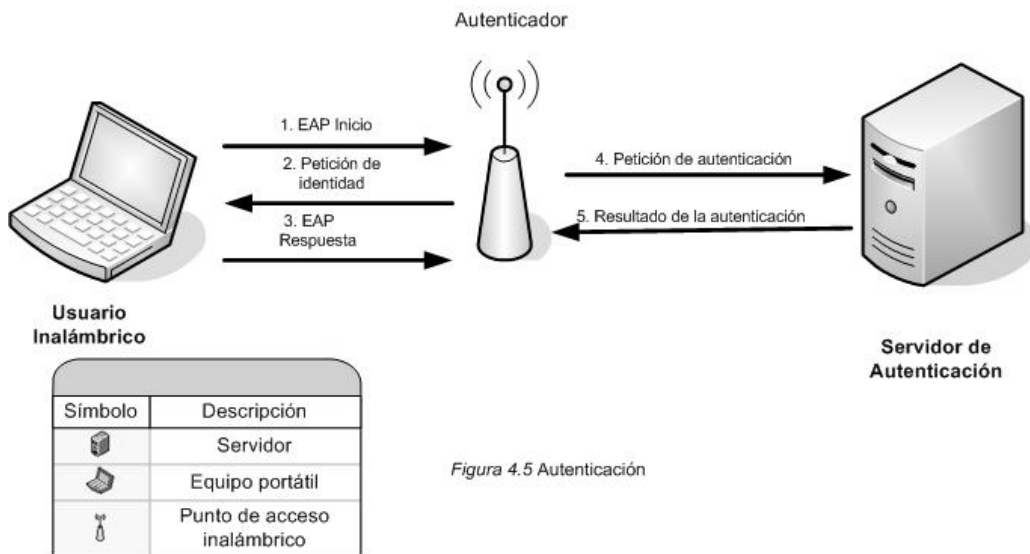 Autenticador
1. EAP Inicio
2. Petición de
identidad
3. EAP
Respuesta
4. Petición de autenticación
5. Resultado de la autenticación
Usuario
Inalámbrico
Servidor de
Autenticación
Símbolo Descripción
Servidor
Equipo portátil
Punto de acceso
inalámbrico
Figura 4.5 Autenticación